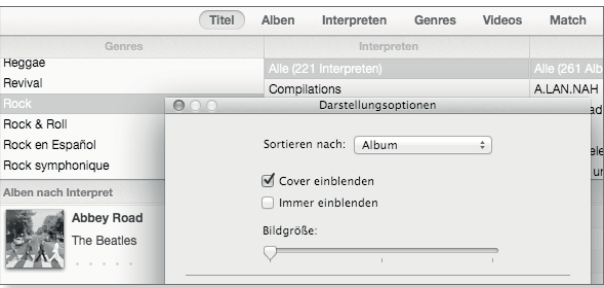 Titel Alben Interpreten Genres Videos Match
Genres Interpreten
Reggae
Revival
Rock
Rock & Roll
Rock en Español
Rock symphonique
Alle (221 Interpreten) Alle (261 Alb
Compilations A.LAN.NAH
Darstellungsoptionen
Sortieren nach: Album
Cover einblenden
Immer einblenden
Bildgröße:
Alben nach Interpret
Abbey Road
The Beatles